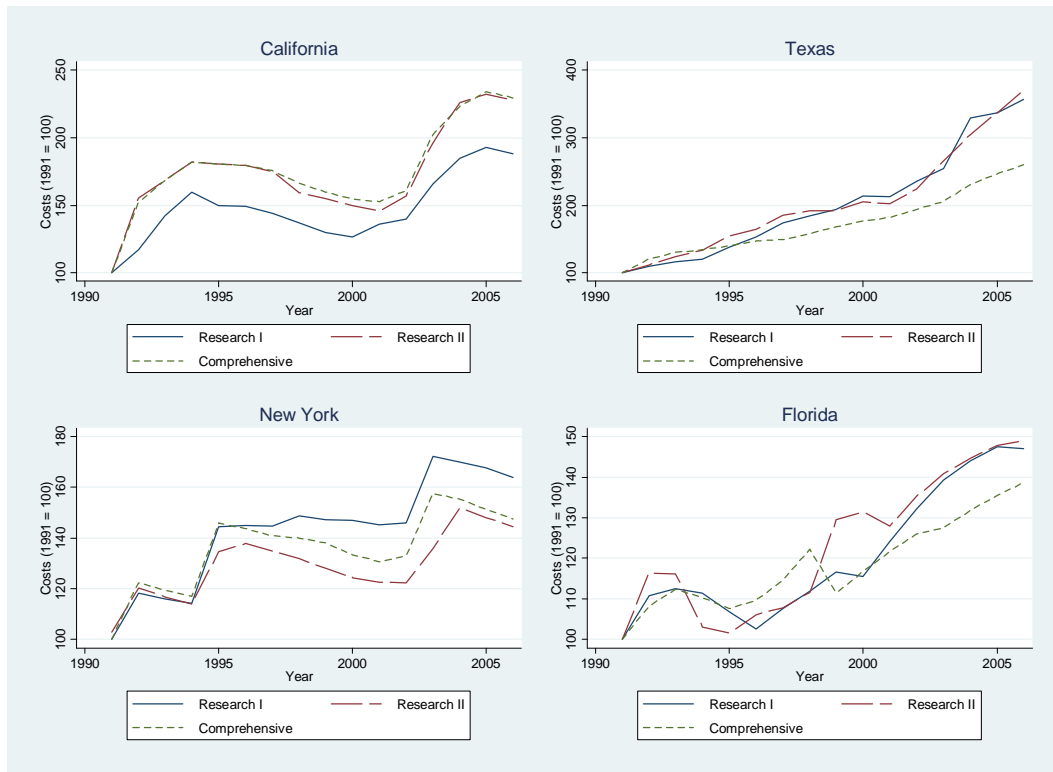 California
Costs (1991 = 100)
250
200
150
100
1990 1995 2000 2005
Year
Research I Research II
Comprehensive
Texas
Costs (1991 = 100)
400
300
200
100
1990 1995 2000 2005
Year
Research I Research II
Comprehensive
New York
Costs (1991 = 100)
180
160
140
120
100
1990 1995 2000 2005
Year
Research I Research II
Comprehensive
Florida
Costs (1991 = 100)
150
140
130
120
110
100
1990 1995 2000 2005
Year
Research I Research II
Comprehensive